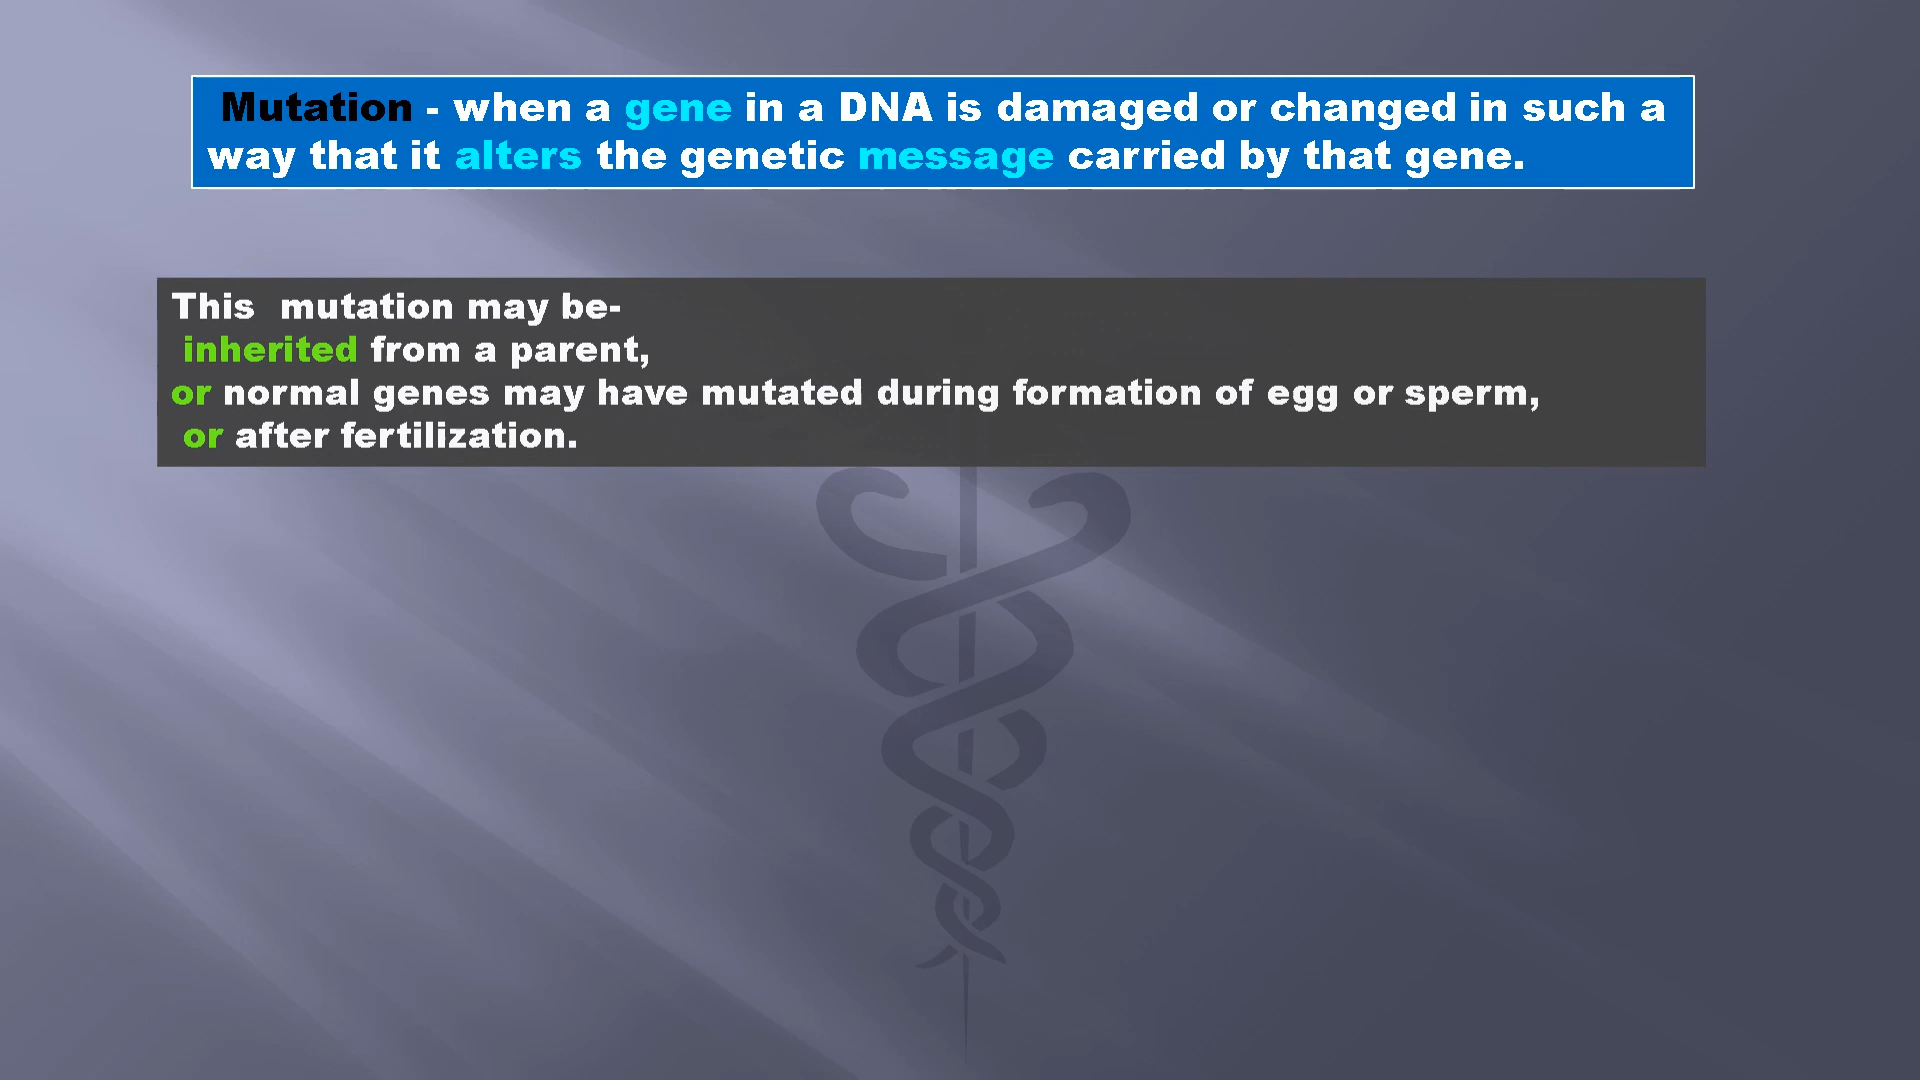 Mutation - when a gene in a DNA is damaged or changed in such a
way that it alters the genetic message carried by that gene.
This mutation may be-
inherited from a parent,
or normal genes may have mutated during formation of egg or sperm,
or after fertilization.